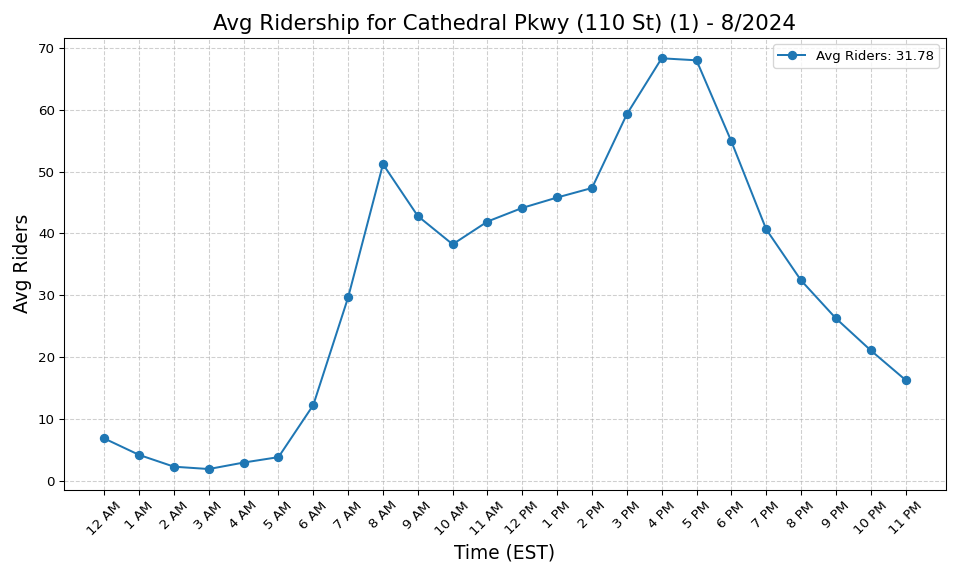 Avg Ridership for Cathedral Pkwy (110 St) (1) - 8/2024
Avg Riders: 31.78
Avg Riders
70
60
50
40
30
20
10
0
12 AM
1 AM
2 AM
3 AM
4 AM
5 AM
6 AM
7 AM
8 AM
9 AM
10 AM
11 AM
12 PM
1 PM
2 PM
3 PM
4 PM
5 PM
6 PM
7 PM
8 PM
9 PM
10 PM
11 PM
Time (EST)